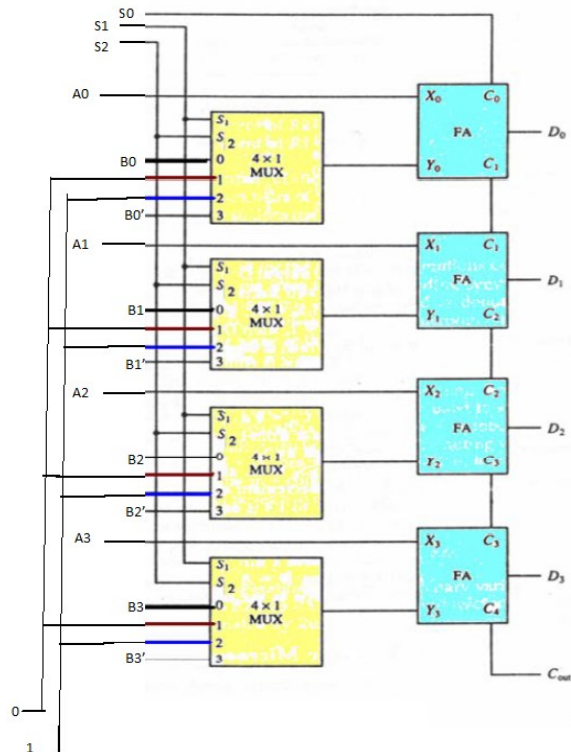 S0
S1
S2
A0 X₀ C₀
S₁
S₂
FA D₀
B0 0 4 × 1
MUX
1 Y₀ C₁
2
B0' 3
A1 X₁ C₁
S₁
S₂
FA D₁
B1 0 4 × 1
MUX
1 Y₁ C₂
2
B1' 3
A2 X₂ C₂
S₁
S₂
FA D₂
B2 0 4 × 1
MUX
1 Y₂ C₃
2
B2' 3
A3 X₃ C₃
S₁
S₂
FA D₃
B3 0 4 × 1
MUX
1 Y₃ C₄
2
B3' 3
C out
0
1